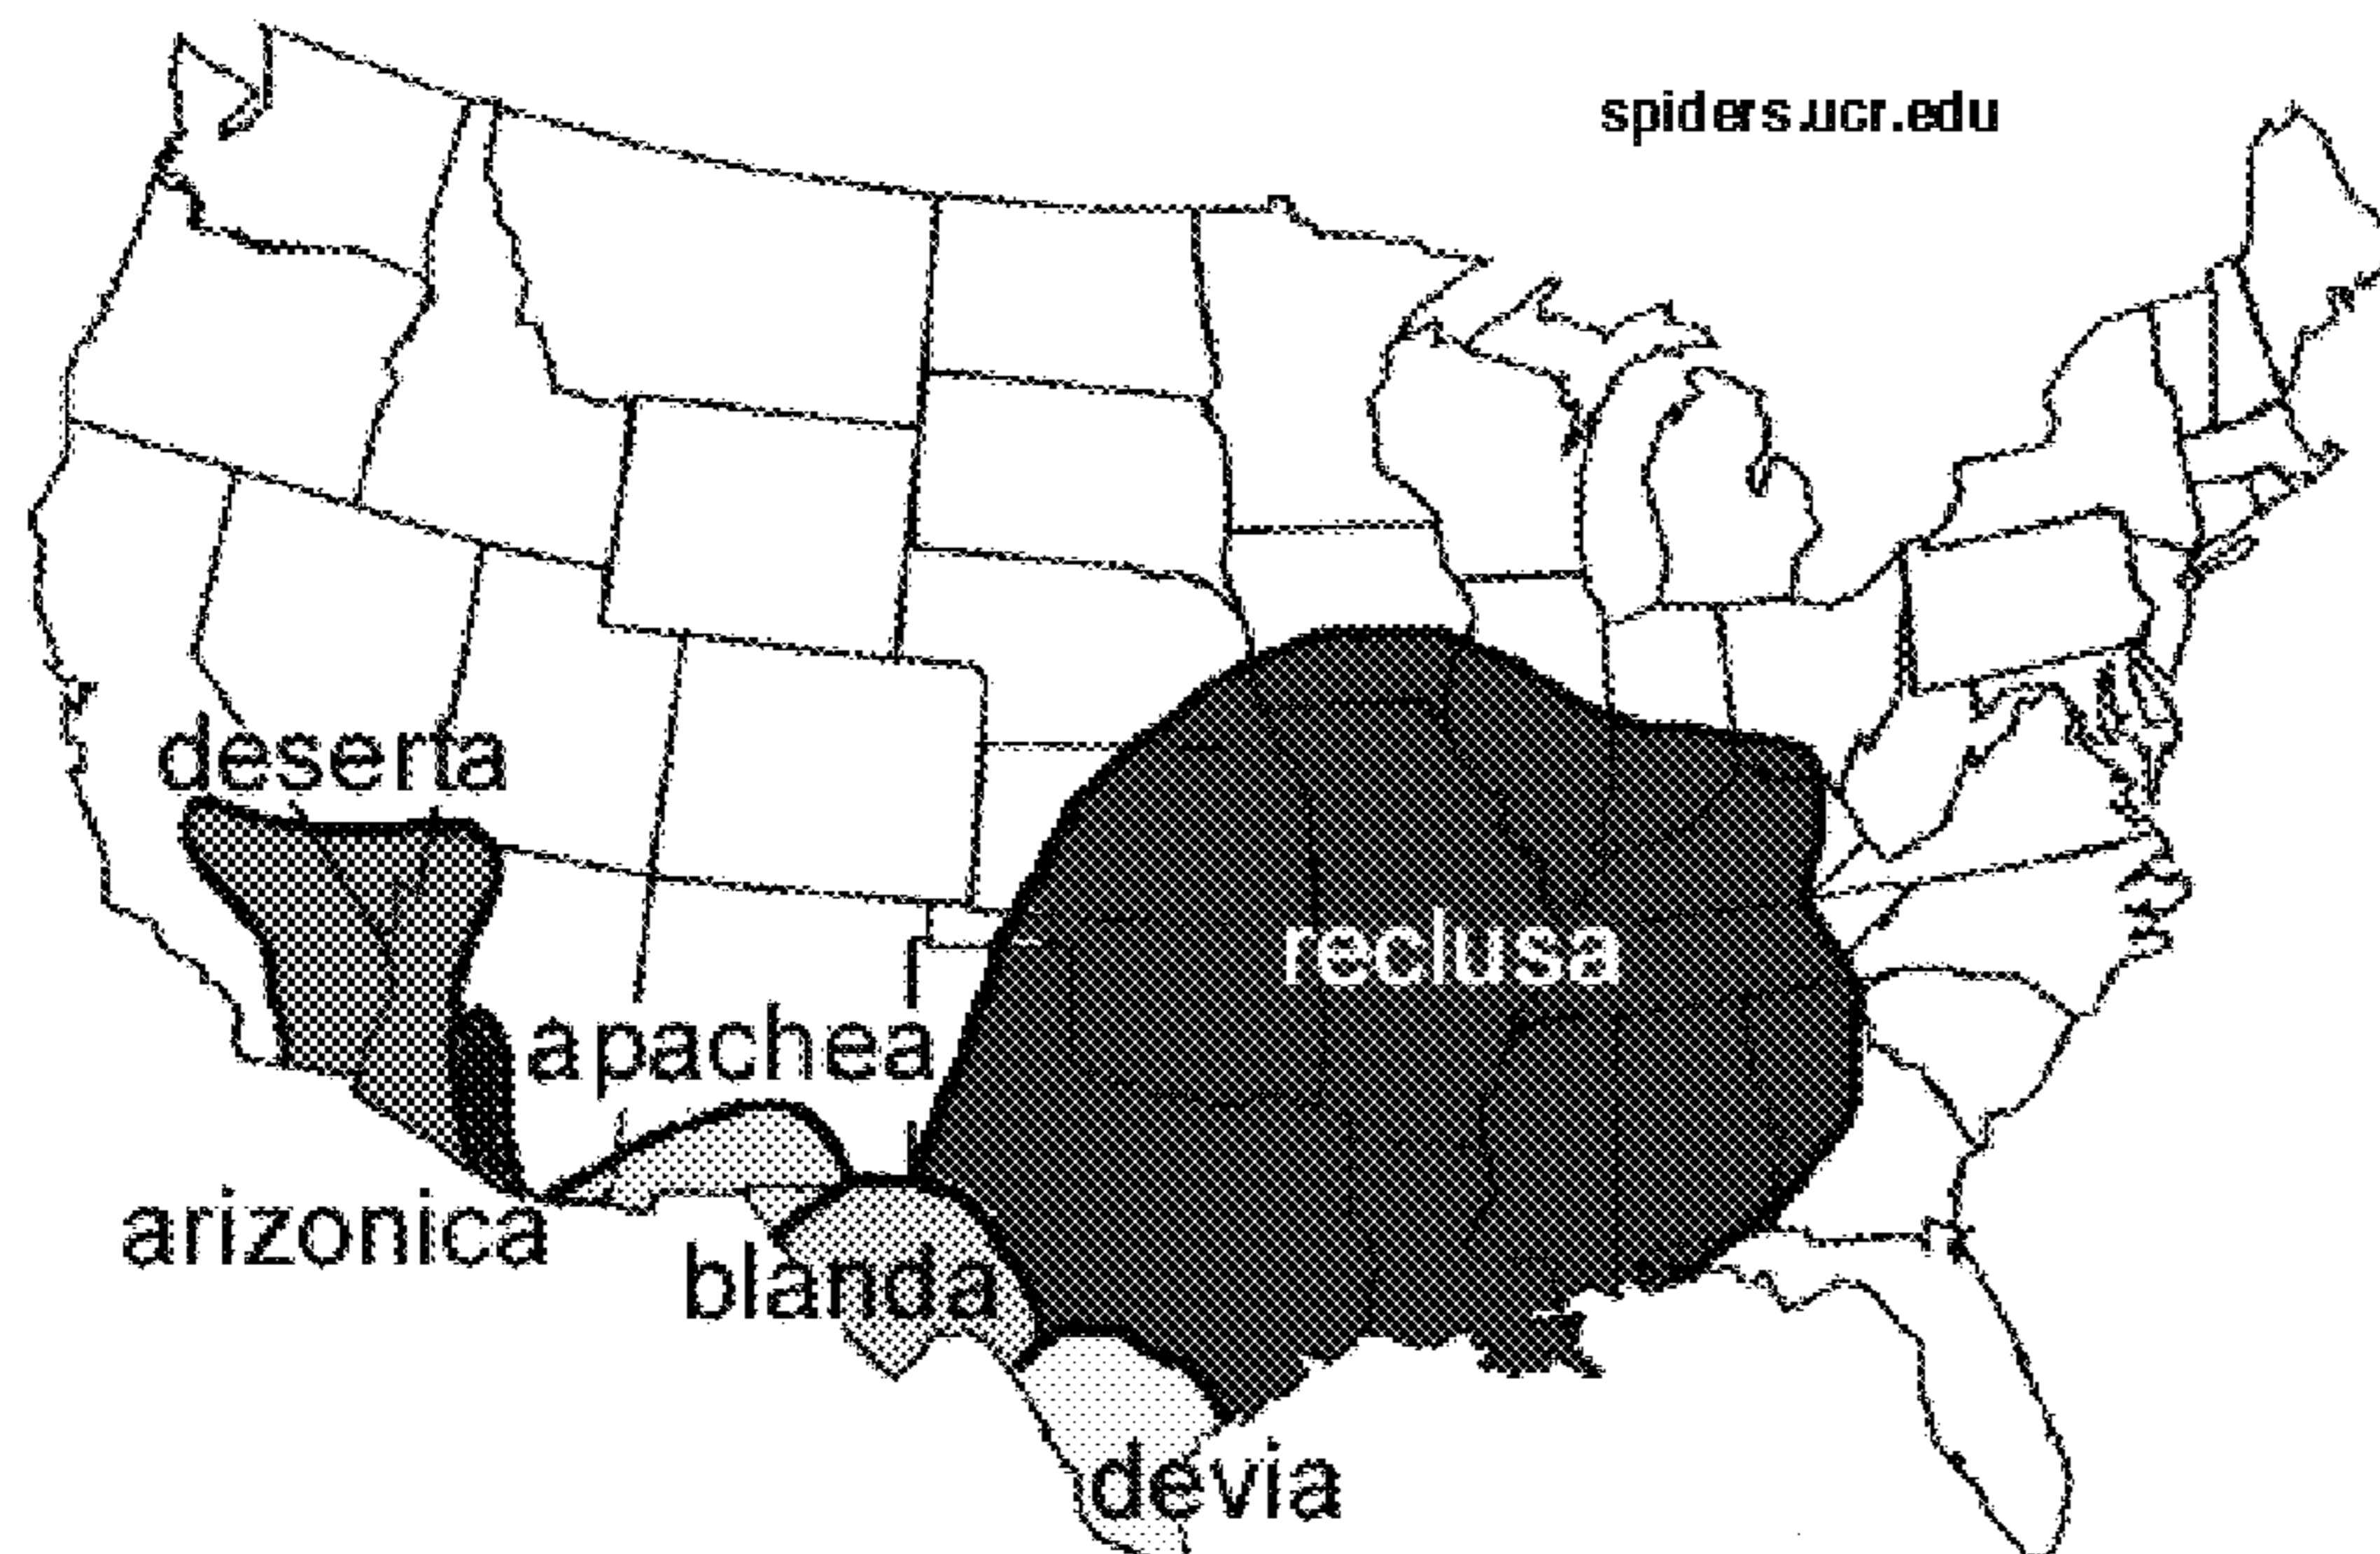 spiders.ucr.edu
deserta
reclusa
apachea
arizonica
blanda
devia